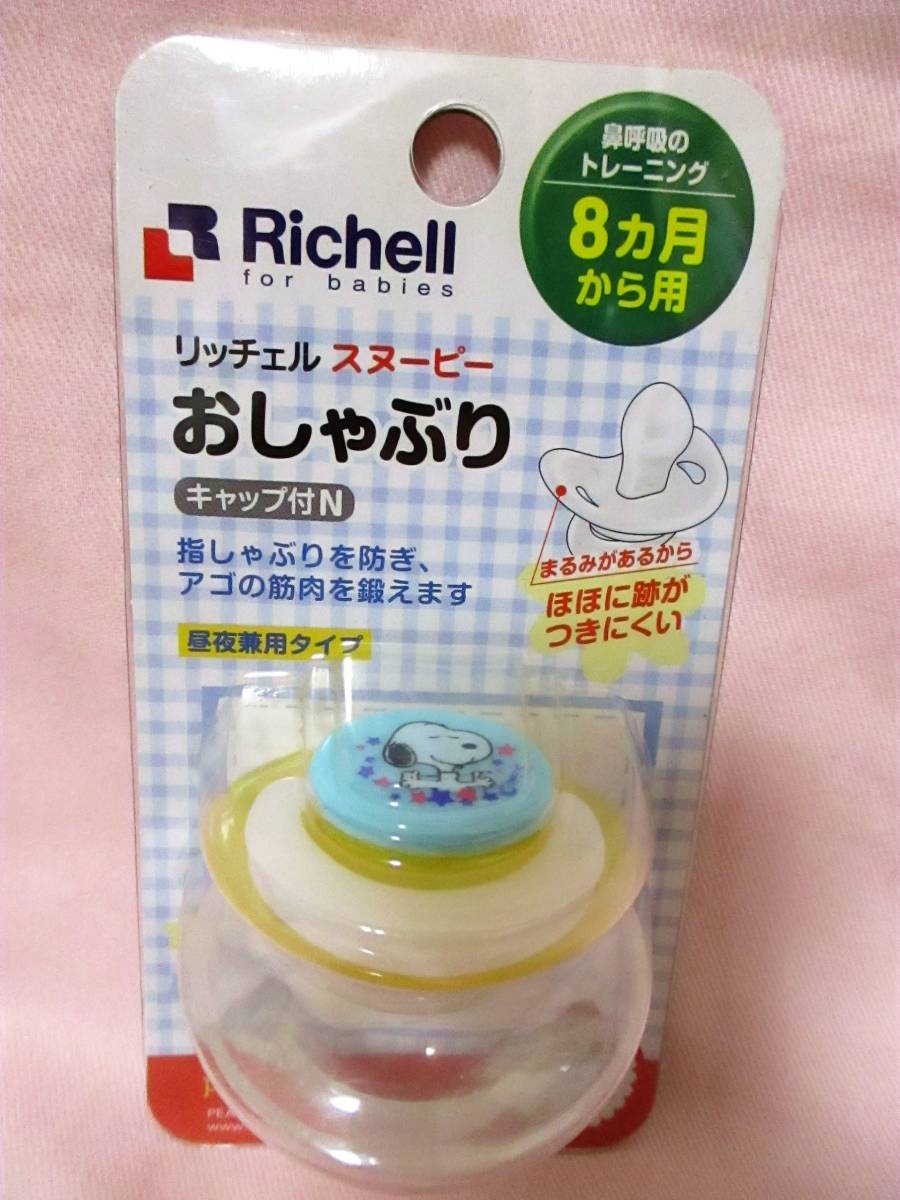 鼻呼吸の
トレーニング
8カ月
から用
Richell
for babies
リッチェル スヌーピー
おしゃぶり
キャップ付N
指しゃぶりを防ぎ、
アゴの筋肉を鍛えます
昼夜兼用タイプ
まるみがあるから
ほほに跡が
つきにくい